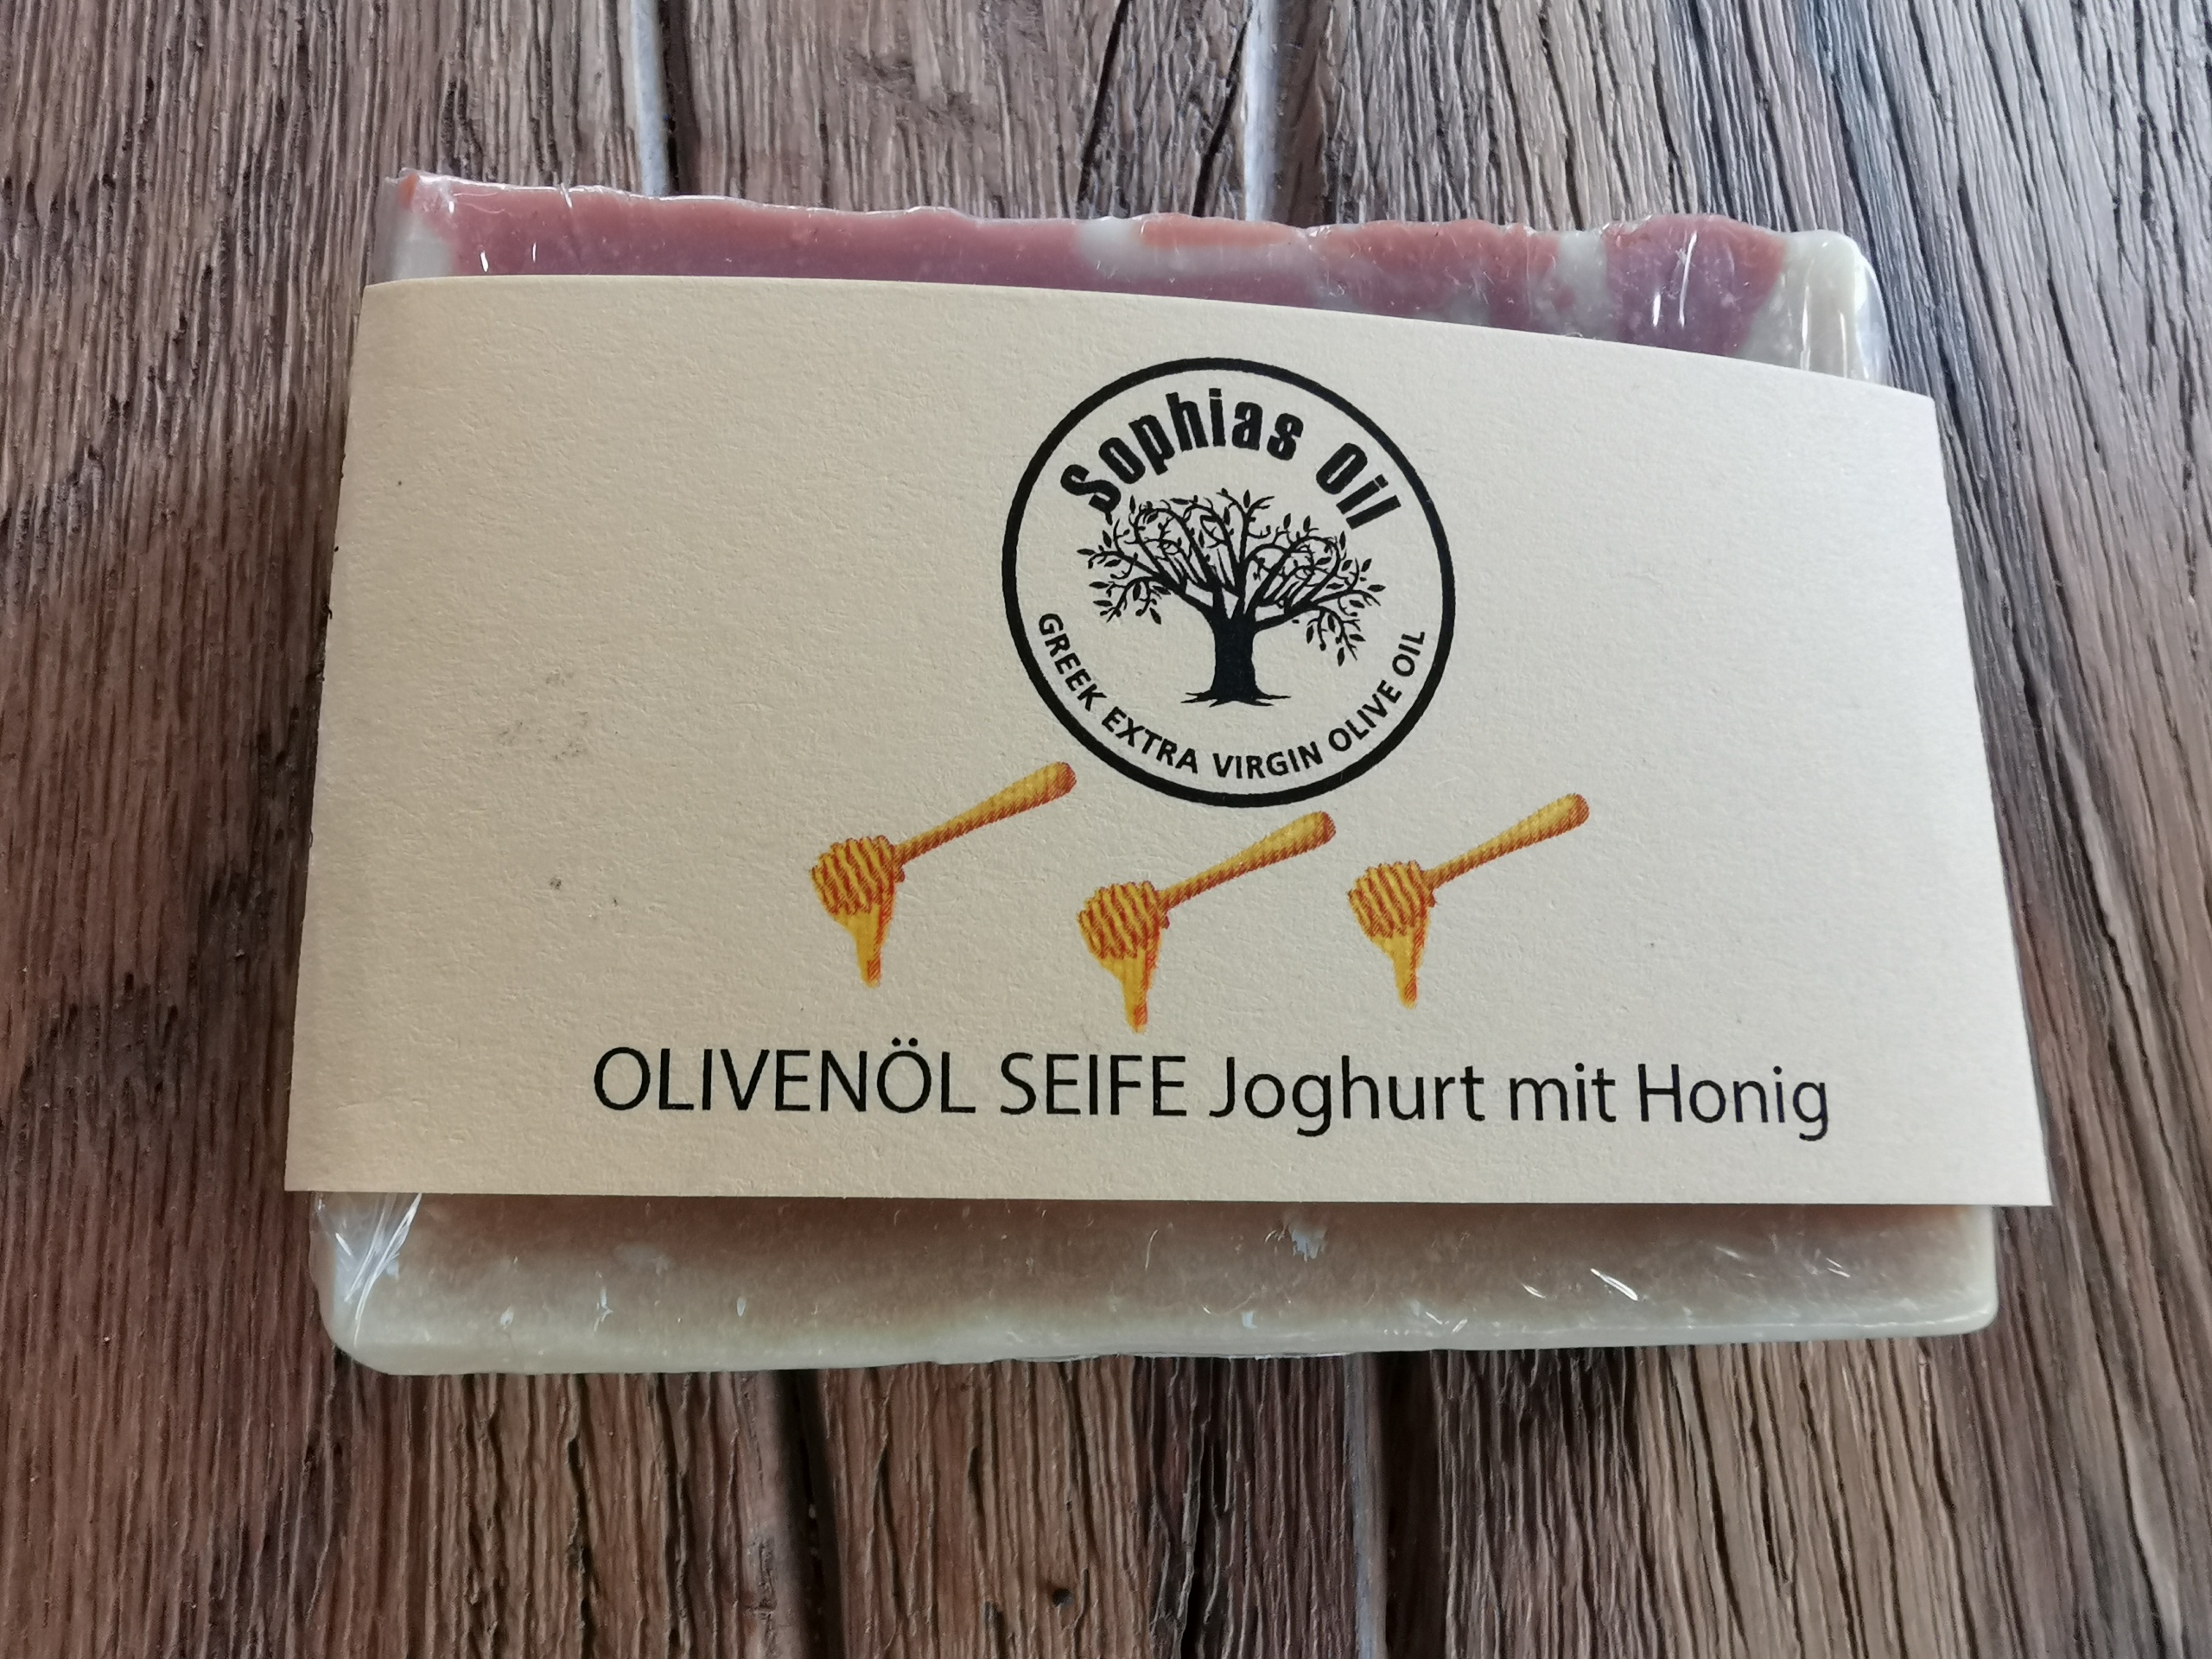 Sophias Oil
GREEK EXTRA VIRGIN OLIVE OIL
OLIVENÖL SEIFE Joghurt mit Honig